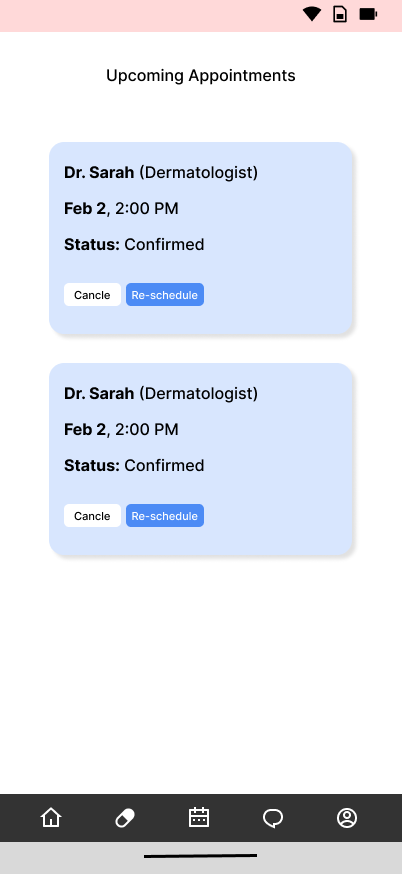 Upcoming Appointments
Dr. Sarah (Dermatologist)
Feb 2, 2:00 PM
Status: Confirmed
Cancle Re-schedule
Dr. Sarah (Dermatologist)
Feb 2, 2:00 PM
Status: Confirmed
Cancle Re-schedule